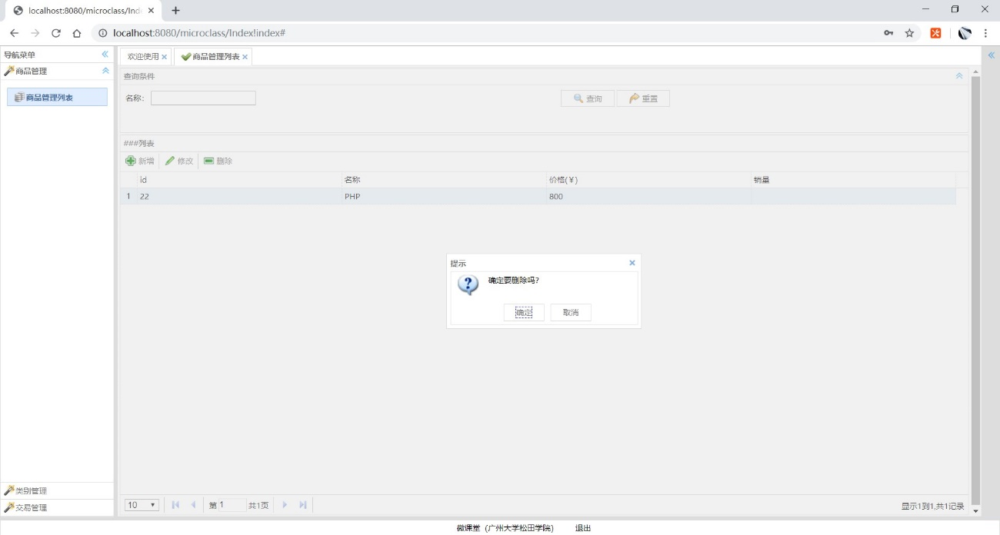 localhost:8080/microclass/Ind
localhost:8080/microclass/Index!index#
导航菜单
商品管理
商品管理列表
类别管理
交易管理
欢迎使用
商品管理列表
查询条件
名称:
查询
重置
###列表
新增
修改
删除
id
名称
价格(¥)
销量
1
22
PHP
800
提示
确定要删除吗?
确定
取消
10
第 1
共1页
显示1到1,共1记录
微课堂 (广州大学松田学院)
退出